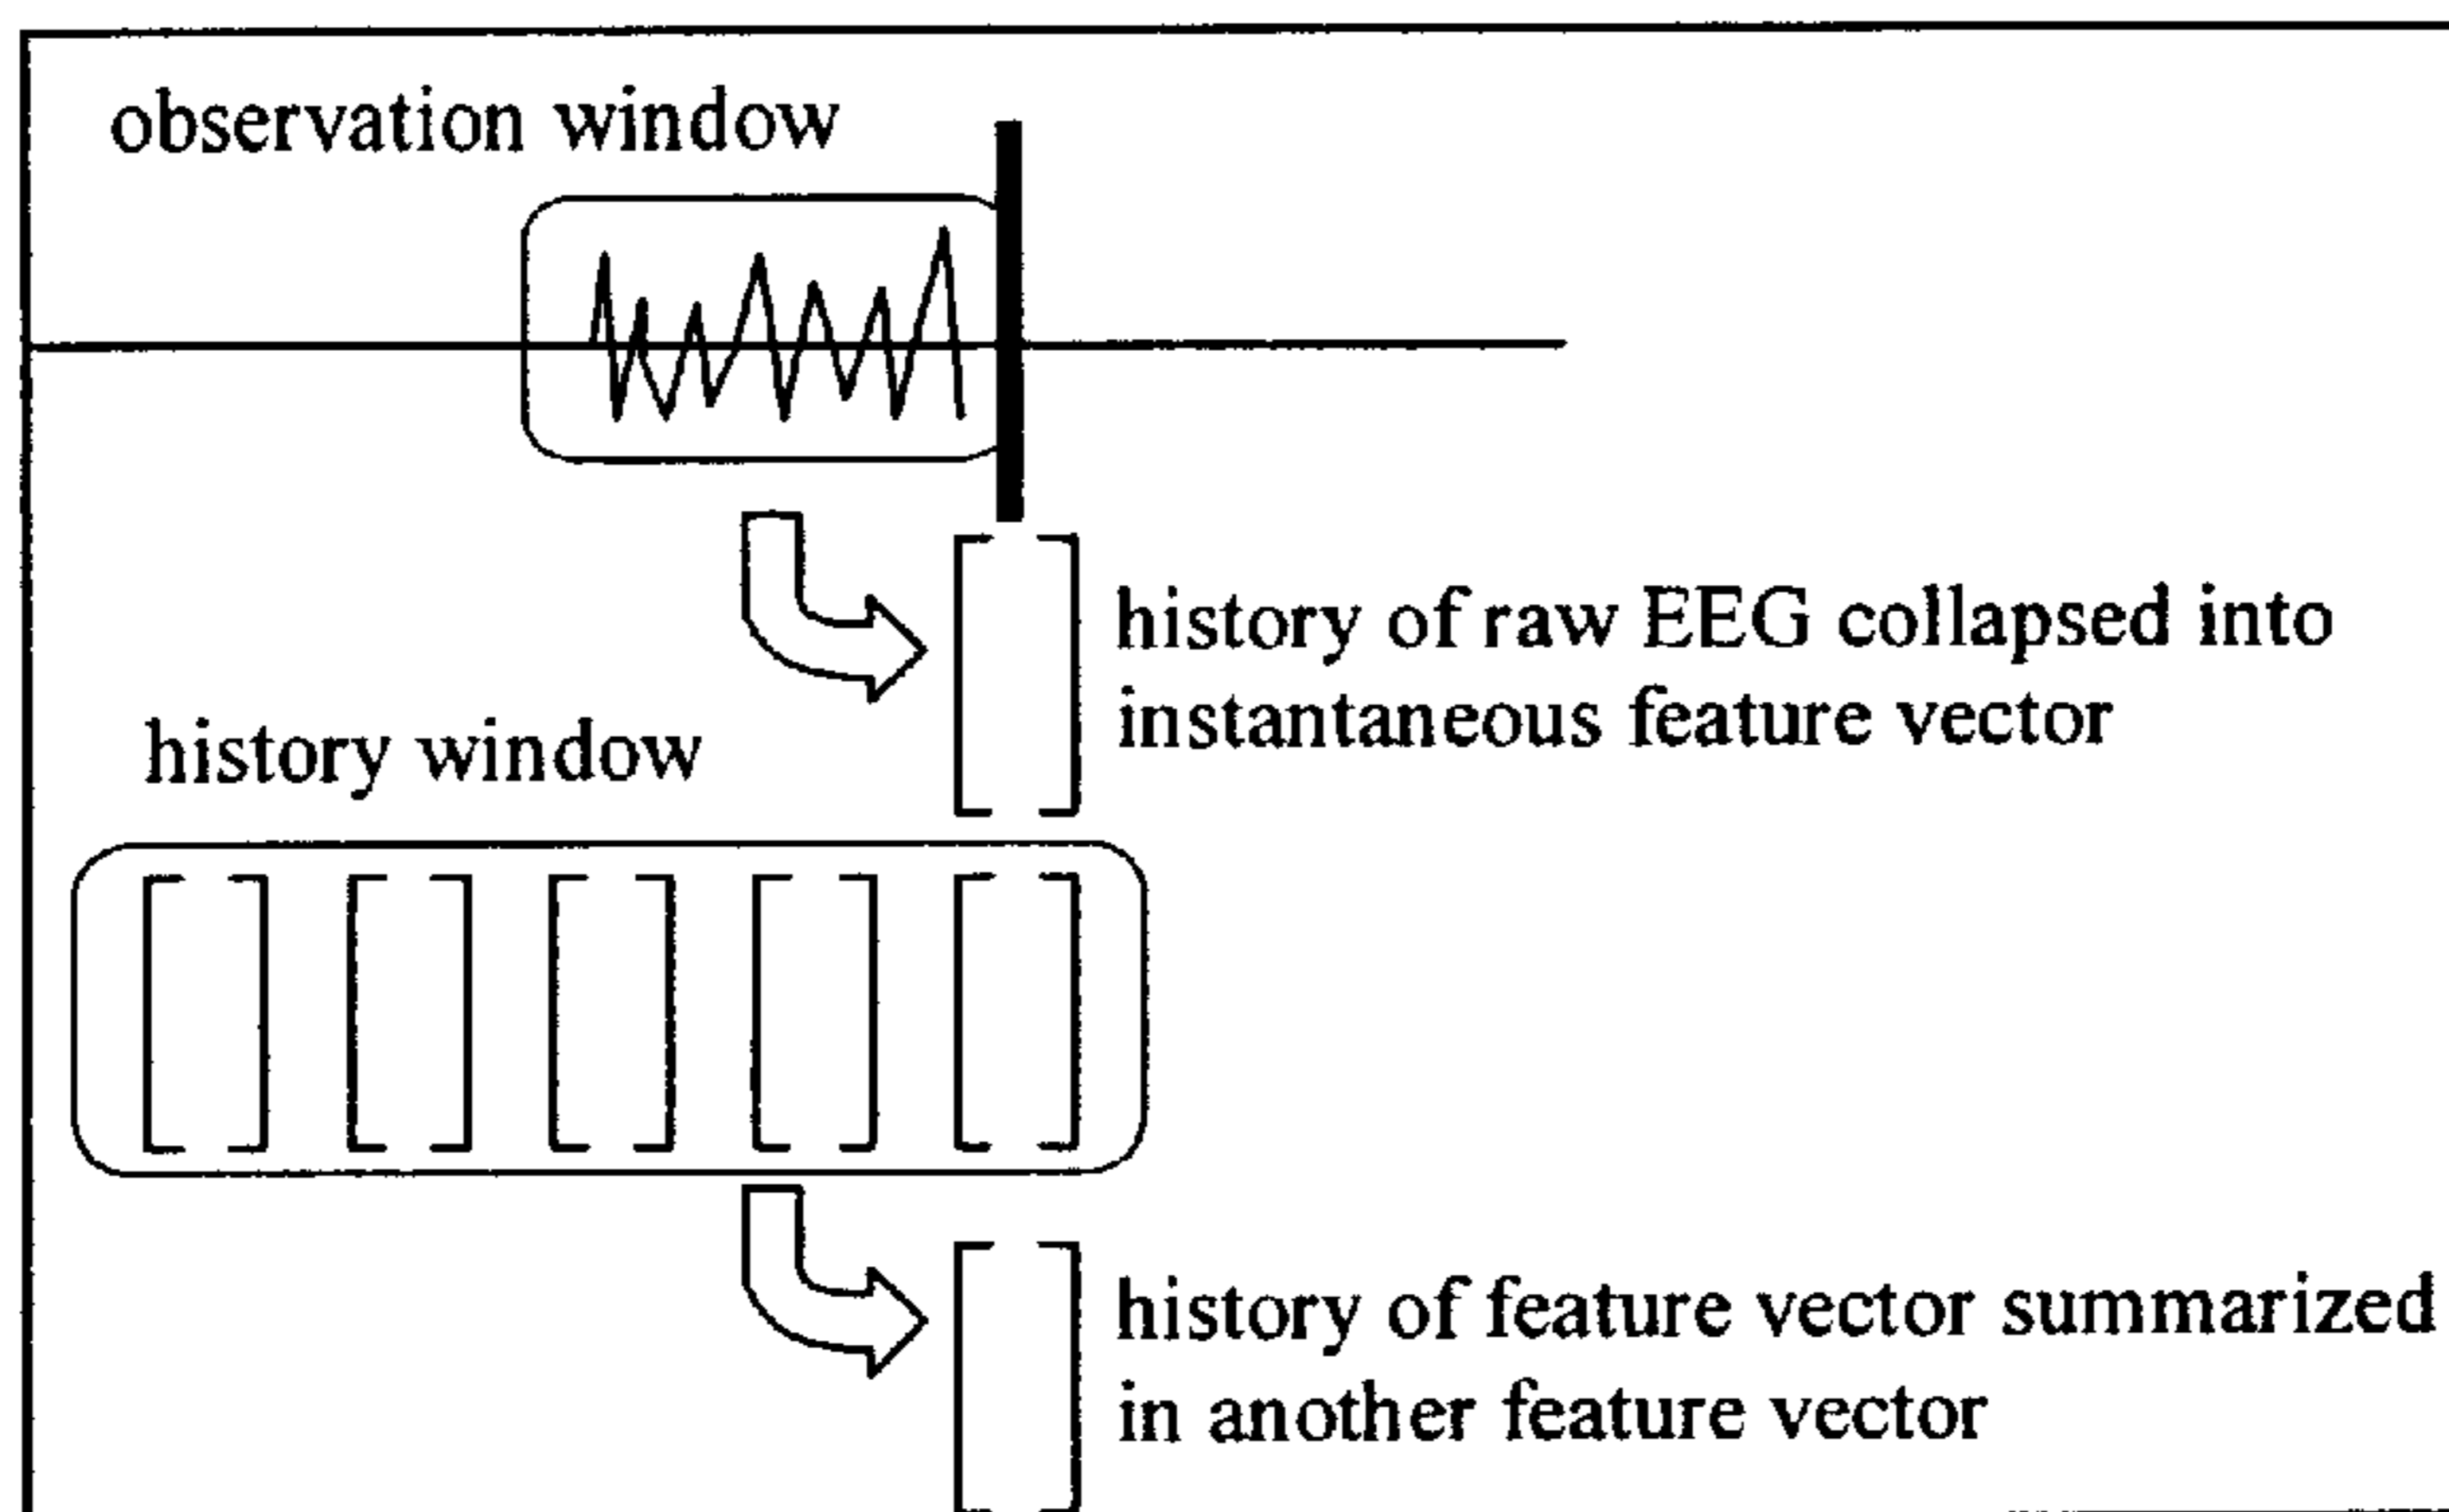 observation window
history of raw EEG collapsed into
instantaneous feature vector
history window
history of feature vector summarized
in another feature vector